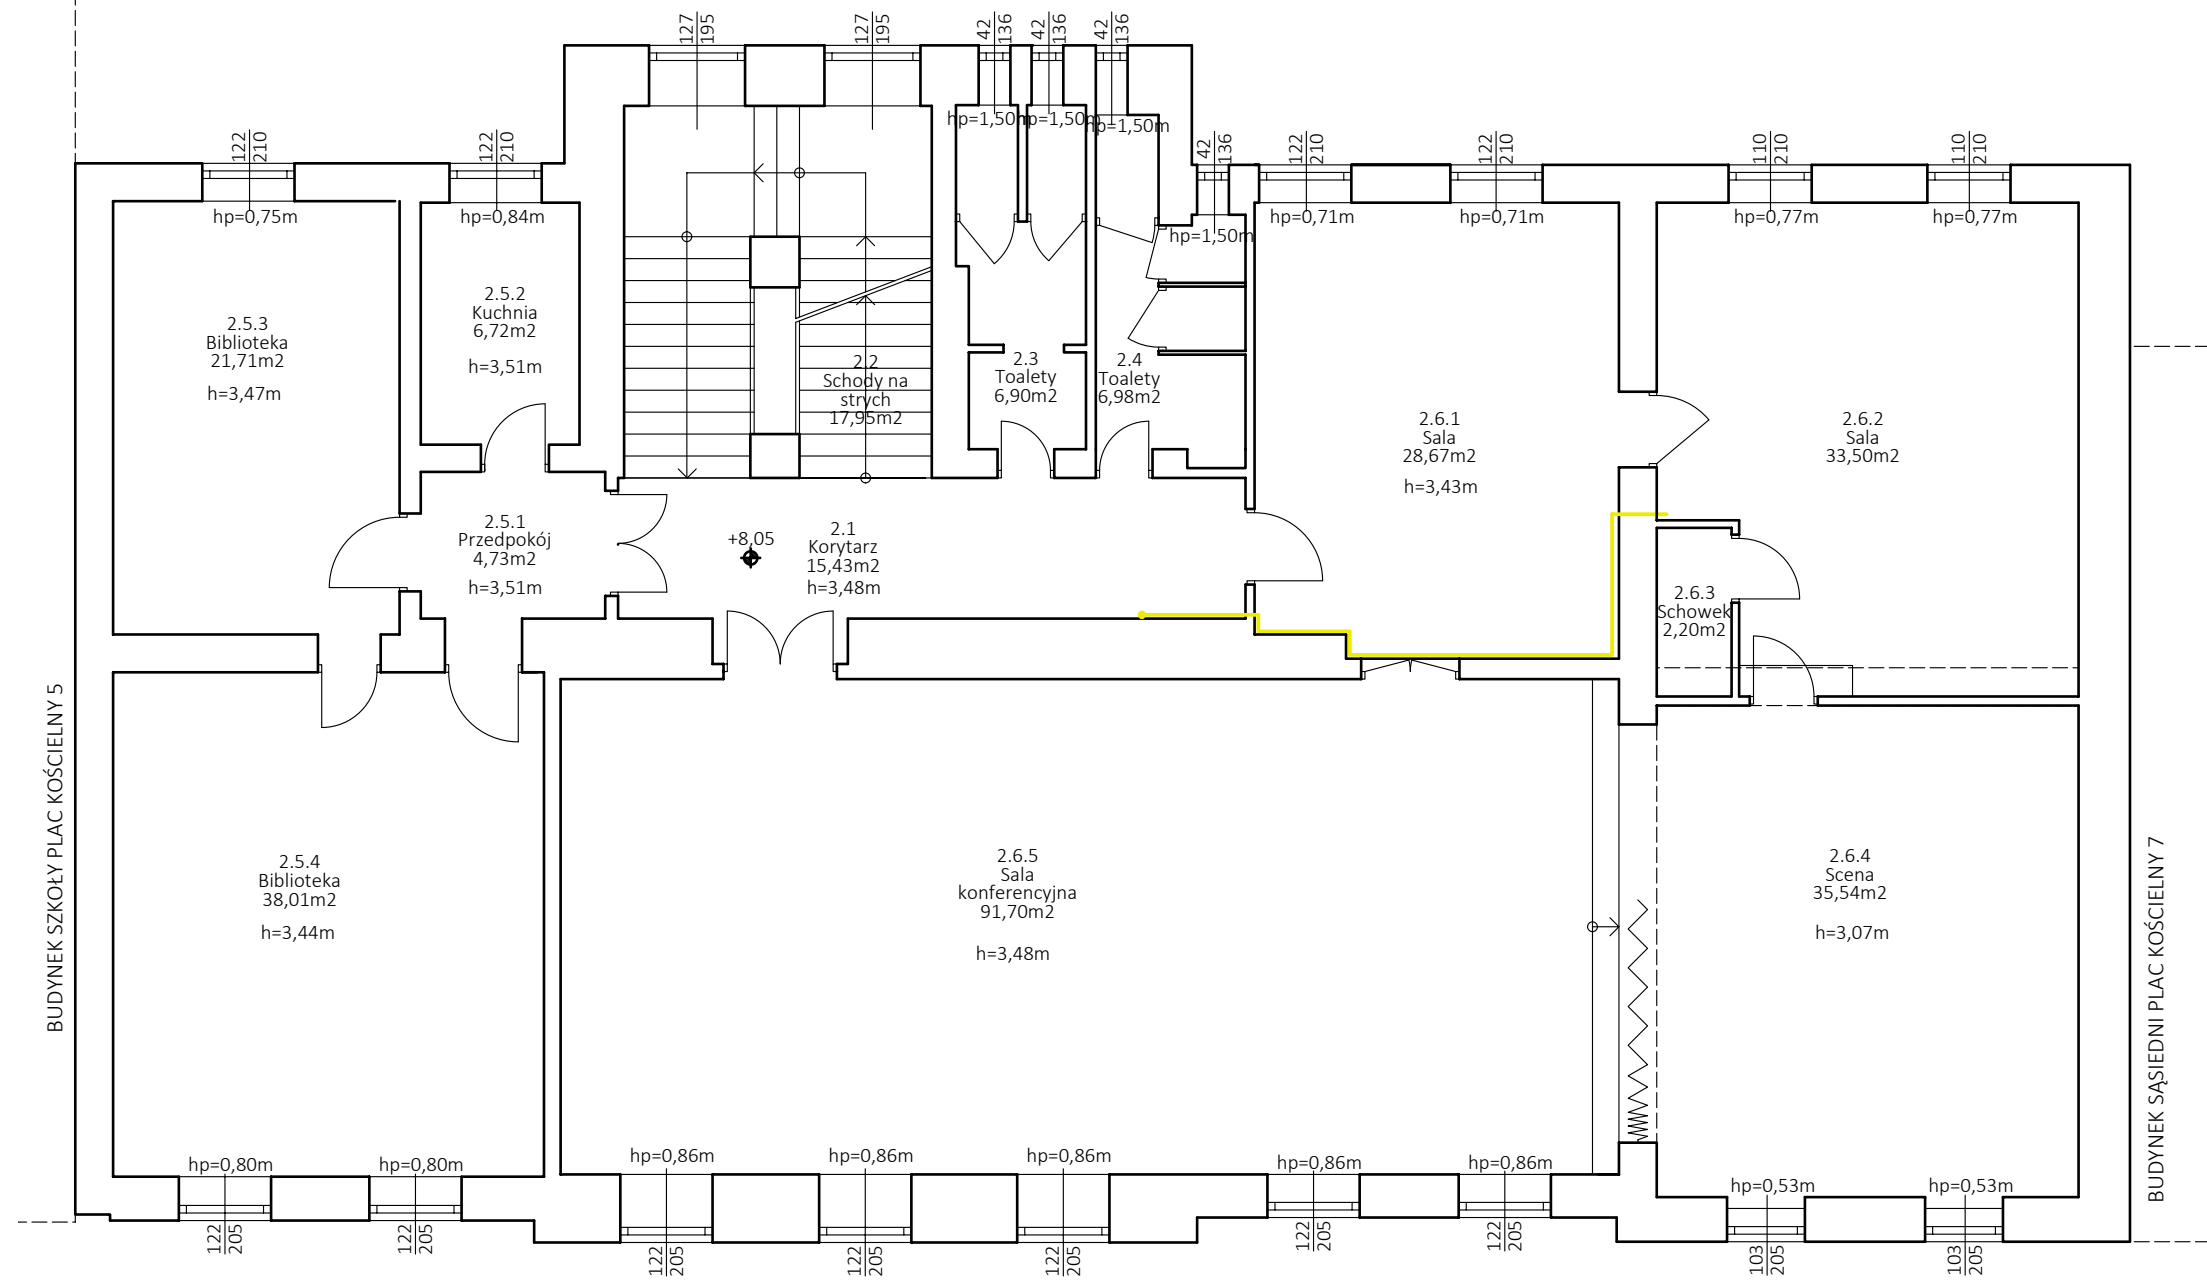 127
195
127
195
42
136
42
136
42
136
hp=1,50m
hp=1,50m
hp=1,50m
122
210
122
210
42
136
122
210
122
210
110
210
110
210
hp=0,75m
hp=0,84m
hp=1,50m
hp=0,71m
hp=0,71m
hp=0,77m
hp=0,77m
2.5.3
Biblioteka
21,71m2
h=3,47m
2.5.2
Kuchnia
6,72m2
h=3,51m
2.2
Schody na
strych
17,95m2
2.3
Toalety
6,90m2
2.4
Toalety
6,98m2
2.6.1
Sala
28,67m2
h=3,43m
2.6.2
Sala
33,50m2
2.5.1
Przedpokój
4,73m2
h=3,51m
+8,05
2.1
Korytarz
15,43m2
h=3,48m
2.6.3
Schowek
2,20m2
BUDYNEK SZKOŁY PLAC KOŚCIELNY 5
2.5.4
Biblioteka
38,01m2
h=3,44m
2.6.5
Sala
konferencyjna
91,70m2
h=3,48m
2.6.4
Scena
35,54m2
h=3,07m
BUDYNEK SĄSIEDNI PLAC KOŚCIELNY 7
hp=0,80m
hp=0,80m
hp=0,86m
hp=0,86m
hp=0,86m
hp=0,86m
hp=0,86m
hp=0,53m
hp=0,53m
122
205
122
205
122
205
122
205
122
205
122
205
122
205
103
205
103
205